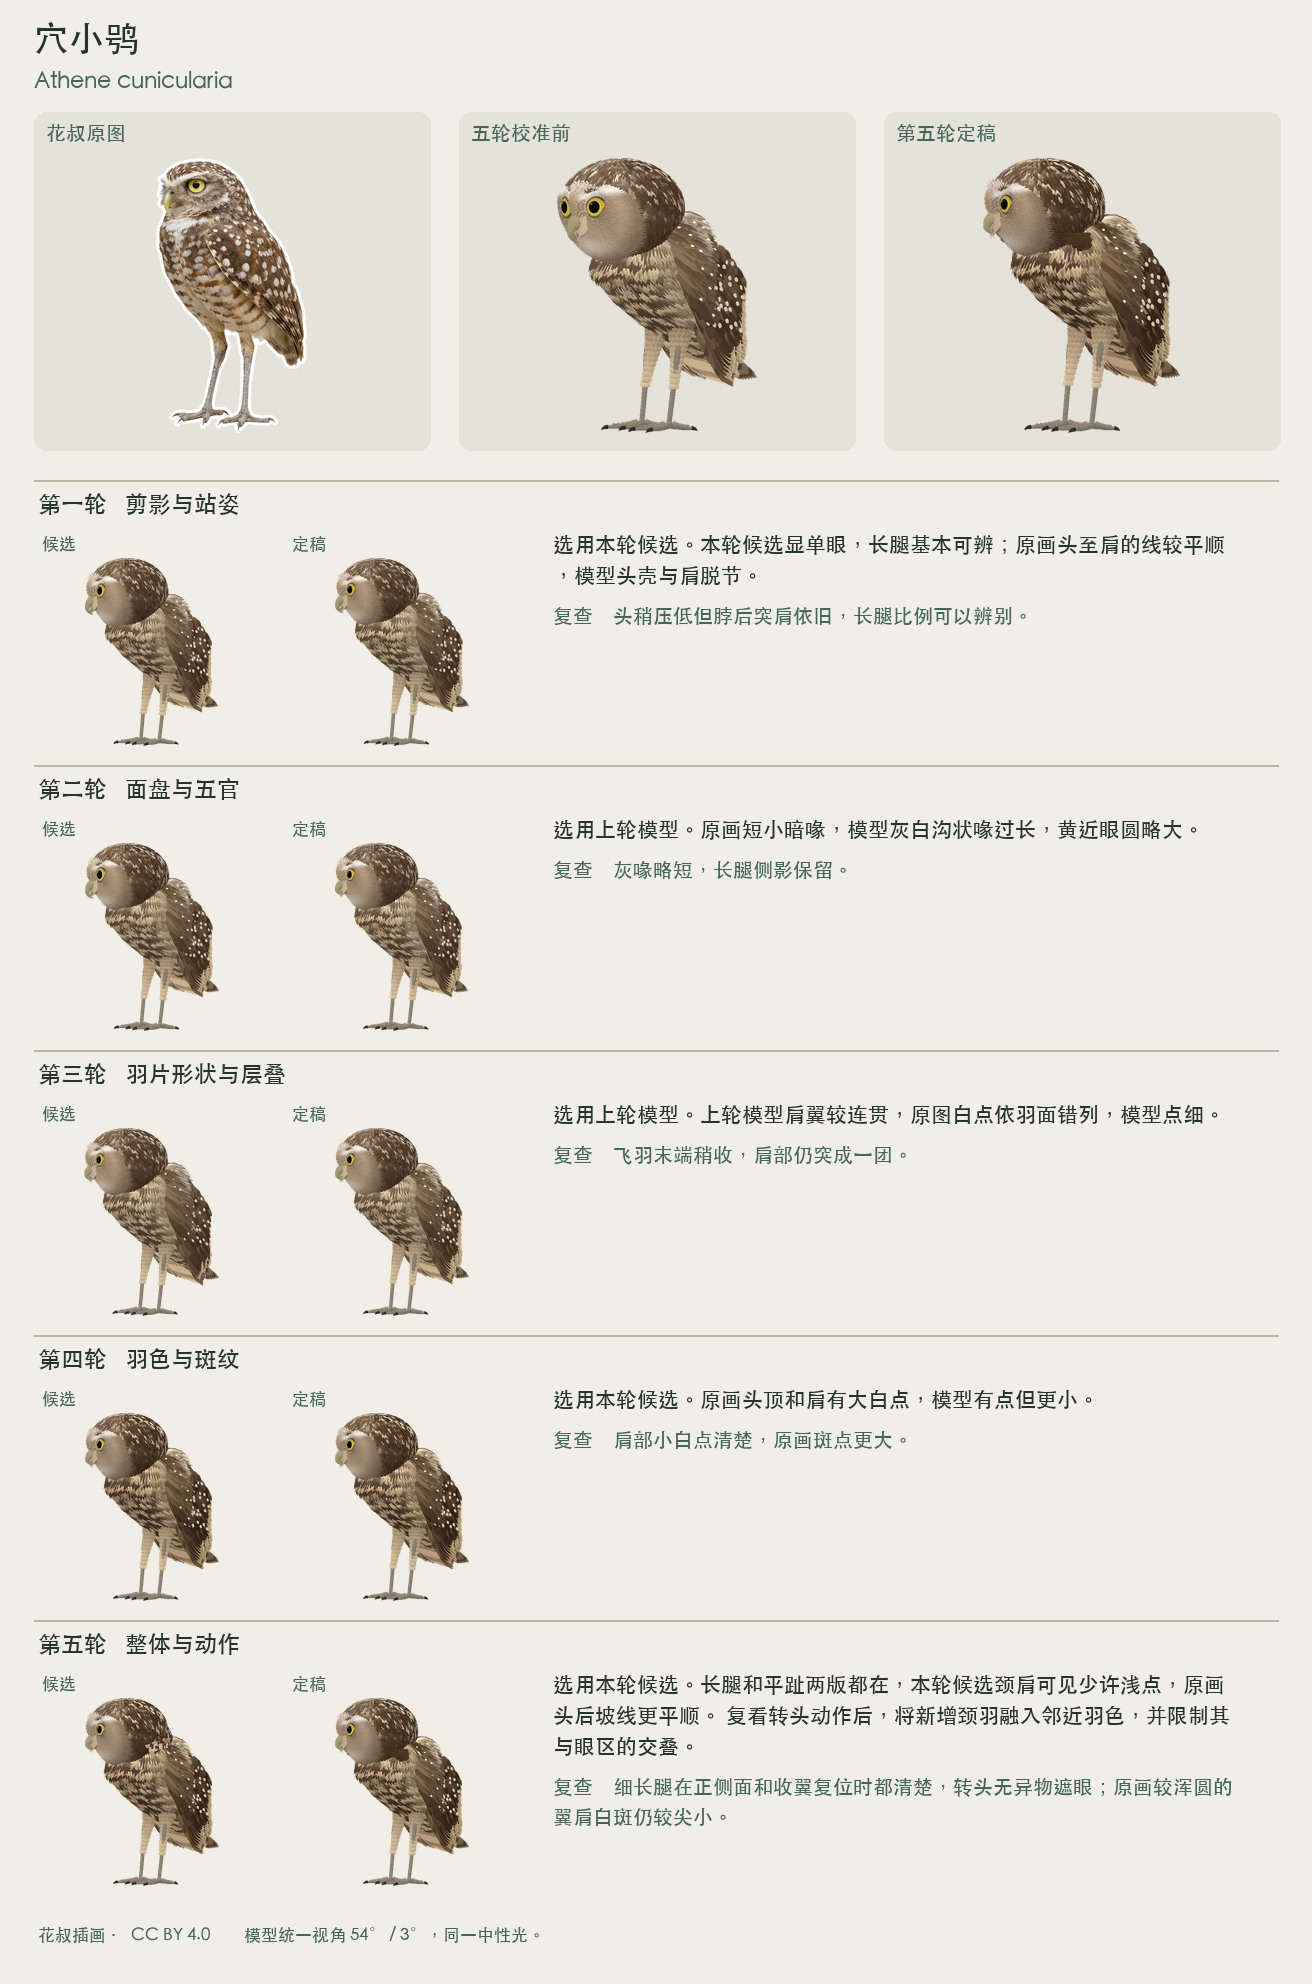 穴小鸮
Athene cunicularia
花叔原图
五轮校准前
第五轮定稿
第一轮 剪影与站姿
候选
定稿
选用本轮候选。本轮候选显单眼，长腿基本可辨；原画头至肩的线较平顺
，模型头壳与肩脱节。
复查 头稍压低但脖后突肩依旧，长腿比例可以辨别。
第二轮 面盘与五官
候选
定稿
选用上轮模型。原画短小暗喙，模型灰白沟状喙过长，黄近眼圆略大。
复查 灰喙略短，长腿侧影保留。
第三轮 羽片形状与层叠
候选
定稿
选用上轮模型。上轮模型肩翼较连贯，原图白点依羽面错列，模型点细。
复查 飞羽末端稍收，肩部仍突成一团。
第四轮 羽色与斑纹
候选
定稿
选用本轮候选。原画头顶和肩有大白点，模型有点但更小。
复查 肩部小白点清楚，原画斑点更大。
第五轮 整体与动作
候选
定稿
选用本轮候选。长腿和平趾两版都在，本轮候选颈肩可见少许浅点，原画
头后坡线更平顺。 复看转头动作后，将新增颈羽融入邻近羽色，并限制其
与眼区的交叠。
复查 细长腿在正侧面和收翼复位时都清楚，转头无异物遮眼；原画较浑圆的
翼肩白斑仍较尖小。
花叔插画 · CC BY 4.0 模型统一视角 54° / 3° ，同一中性光。